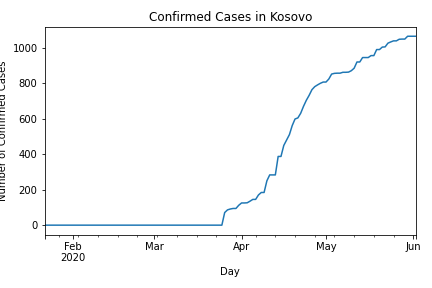 Confirmed Cases in Kosovo
Number of Confirmed Cases
1000
800
600
400
200
0
Feb
2020
Mar
Apr
May
Jun
Day